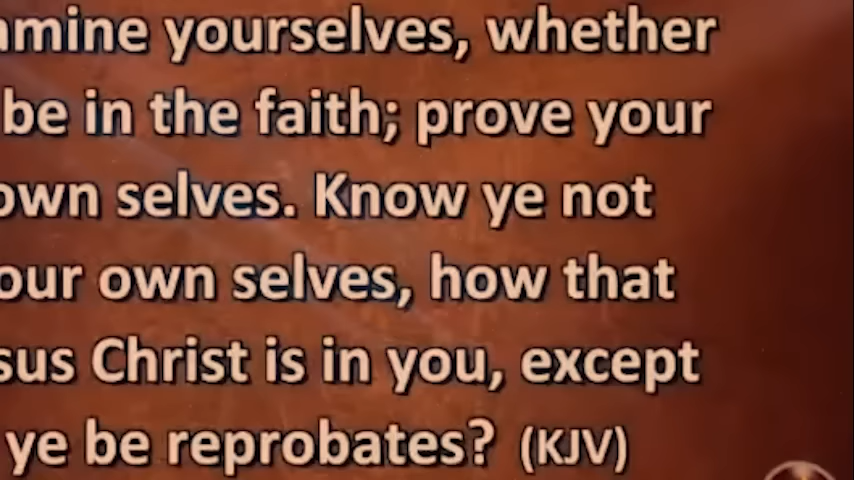 amine yourselves, whether
be in the faith; prove your
own selves. Know ye not
our own selves, how that
sus Christ is in you, except
ye be reprobates? (KJV)